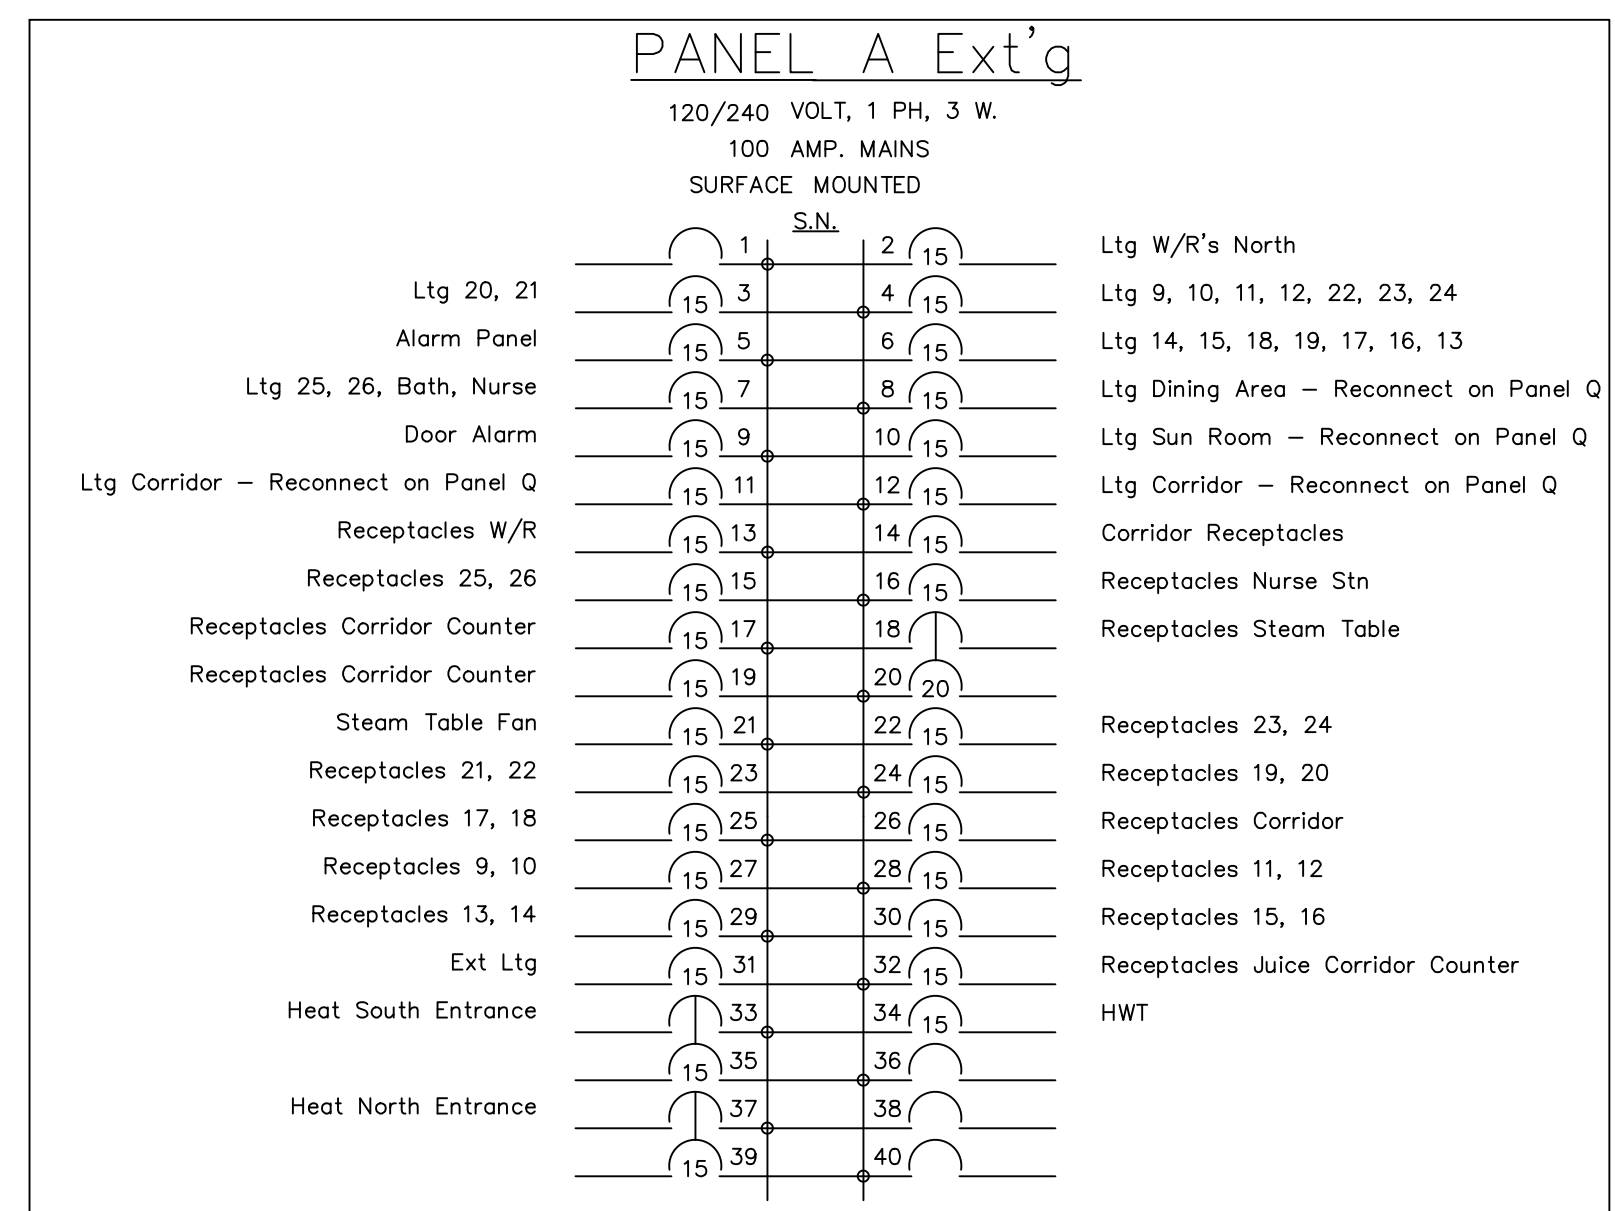 PANEL A Ext'g
120/240 VOLT, 1 PH, 3 W.
100 AMP. MAINS
SURFACE MOUNTED
S.N.
1 2 15 Ltg W/R's North
Ltg 20, 21 15 3 4 15 Ltg 9, 10, 11, 12, 22, 23, 24
Alarm Panel 15 5 6 15 Ltg 14, 15, 18, 19, 17, 16, 13
Ltg 25, 26, Bath, Nurse 15 7 8 15 Ltg Dining Area – Reconnect on Panel Q
Door Alarm 15 9 10 15 Ltg Sun Room – Reconnect on Panel Q
Ltg Corridor – Reconnect on Panel Q 15 11 12 15 Ltg Corridor – Reconnect on Panel Q
Receptacles W/R 15 13 14 15 Corridor Receptacles
Receptacles 25, 26 15 15 16 15 Receptacles Nurse Stn
Receptacles Corridor Counter 15 17 18 Receptacles Steam Table
Receptacles Corridor Counter 15 19 20 20
Steam Table Fan 15 21 22 15 Receptacles 23, 24
Receptacles 21, 22 15 23 24 15 Receptacles 19, 20
Receptacles 17, 18 15 25 26 15 Receptacles Corridor
Receptacles 9, 10 15 27 28 15 Receptacles 11, 12
Receptacles 13, 14 15 29 30 15 Receptacles 15, 16
Ext Ltg 15 31 32 15 Receptacles Juice Corridor Counter
Heat South Entrance 33 34 15 HWT
15 35 36
Heat North Entrance 37 38
15 39 40